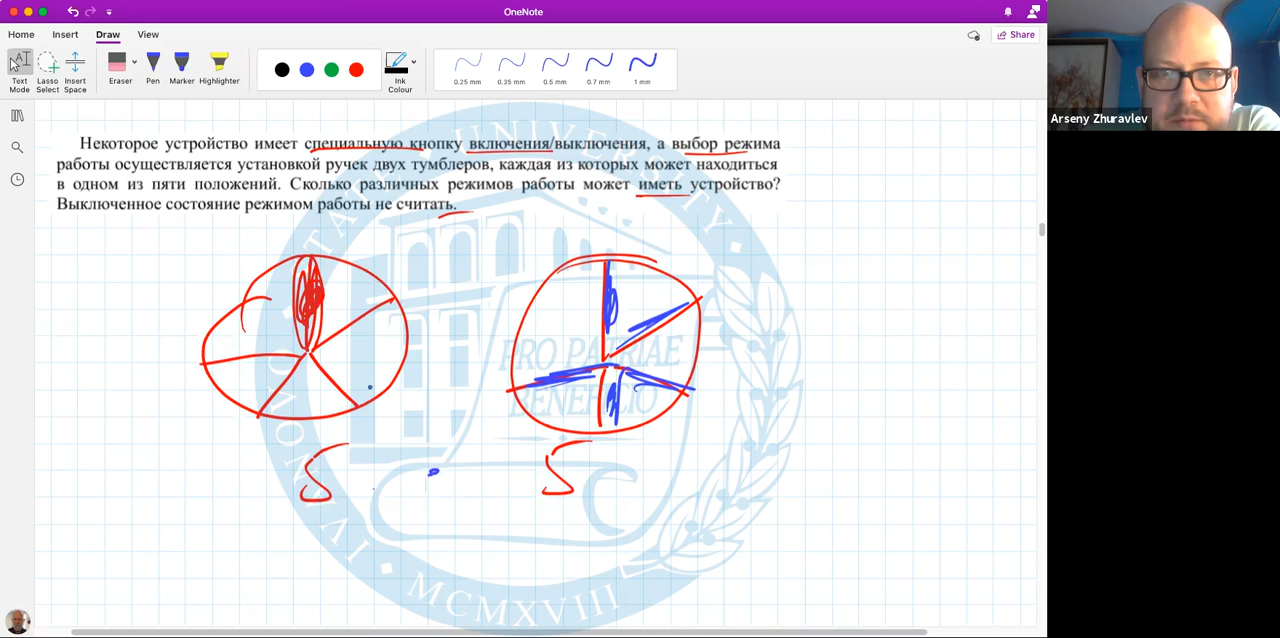 OneNote
Home Insert Draw View
Share
Text Mode
Lasso Select
Insert Space
Eraser
Pen
Marker
Highlighter
Ink Colour
0.25 mm 0.35 mm 0.5 mm 0.7 mm 1 mm
Arseny Zhuravlev
Некоторое устройство имеет специальную кнопку включения/выключения, а выбор режима
работы осуществляется установкой ручек двух тумблеров, каждая из которых может находиться
в одном из пяти положений. Сколько различных режимов работы может иметь устройство?
Выключенное состояние режимом работы не считать.
PRO PATRIAE
BENEFICIO
5 · 5
MCMXVIII